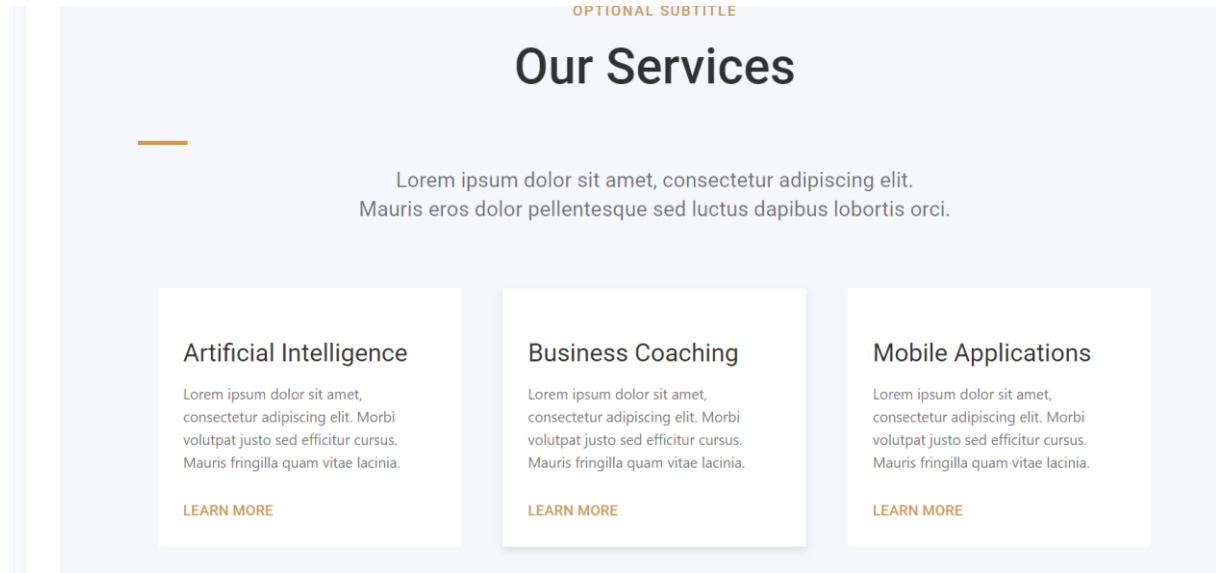 OPTIONAL SUBTITLE
Our Services
Lorem ipsum dolor sit amet, consectetur adipiscing elit.
Mauris eros dolor pellentesque sed luctus dapibus lobortis orci.
Artificial Intelligence
Lorem ipsum dolor sit amet,
consectetur adipiscing elit. Morbi
volutpat justo sed efficitur cursus.
Mauris fringilla quam vitae lacinia.
LEARN MORE
Business Coaching
Lorem ipsum dolor sit amet,
consectetur adipiscing elit. Morbi
volutpat justo sed efficitur cursus.
Mauris fringilla quam vitae lacinia.
LEARN MORE
Mobile Applications
Lorem ipsum dolor sit amet,
consectetur adipiscing elit. Morbi
volutpat justo sed efficitur cursus.
Mauris fringilla quam vitae lacinia.
LEARN MORE